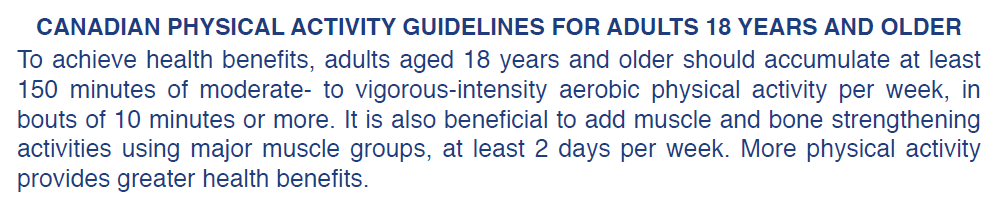 CANADIAN PHYSICAL ACTIVITY GUIDELINES FOR ADULTS 18 YEARS AND OLDER
To achieve health benefits, adults aged 18 years and older should accumulate at least
150 minutes of moderate- to vigorous-intensity aerobic physical activity per week, in
bouts of 10 minutes or more. It is also beneficial to add muscle and bone strengthening
activities using major muscle groups, at least 2 days per week. More physical activity
provides greater health benefits.